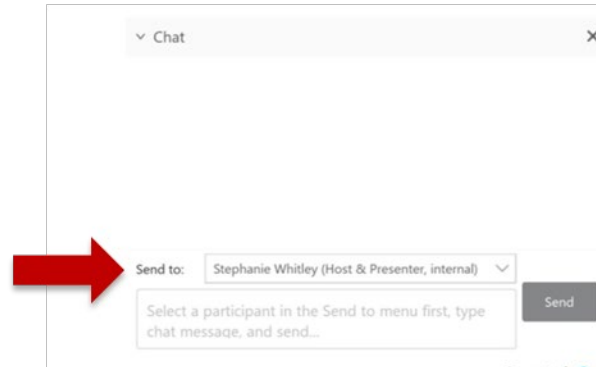 Chat
Send to: Stephanie Whitley (Host & Presenter, internal)
Select a participant in the Send to menu first, type
chat message, and send...
Send